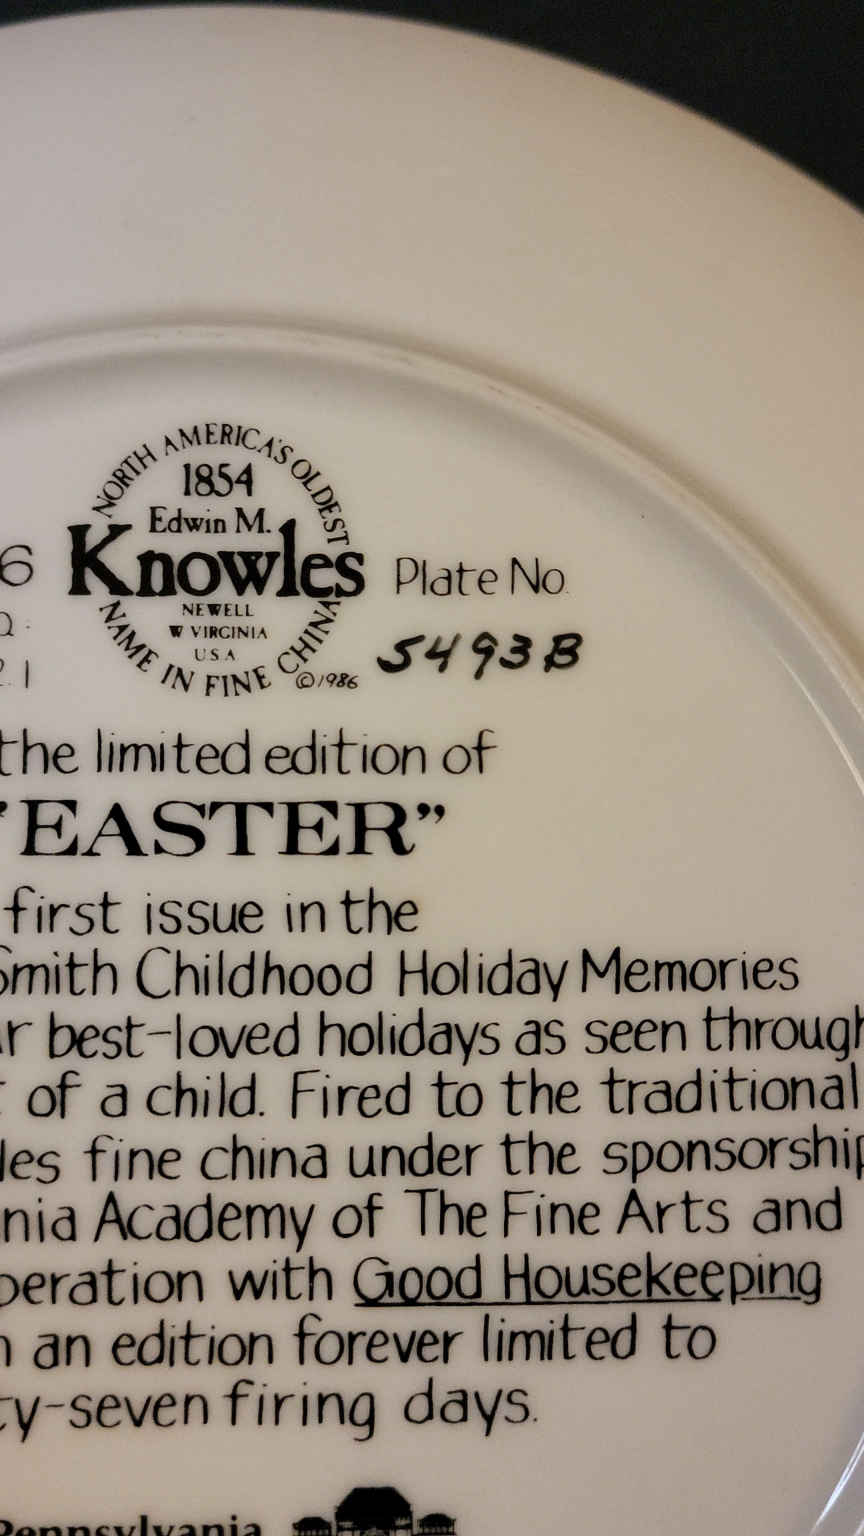 NORTH AMERICA'S OLDEST
1854
Edwin M.
Knowles
NEWELL
W VIRGINIA
U S A
NAME IN FINE CHINA
©1986
6
Plate No.
5493B
21
the limited edition of
"EASTER"
first issue in the
Smith Childhood Holiday Memories
r best-loved holidays as seen through
of a child. Fired to the traditional
les fine china under the sponsorship
nia Academy of The Fine Arts and
peration with Good Housekeeping
an edition forever limited to
ty-seven firing days.
Pennsylvania